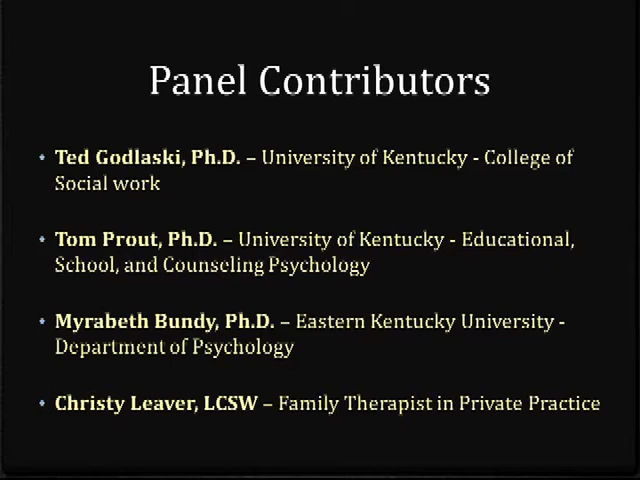 Panel Contributors
• Ted Godlaski, Ph.D. – University of Kentucky - College of
Social work
• Tom Prout, Ph.D. – University of Kentucky - Educational,
School, and Counseling Psychology
• Myrabeth Bundy, Ph.D. – Eastern Kentucky University -
Department of Psychology
• Christy Leaver, LCSW – Family Therapist in Private Practice